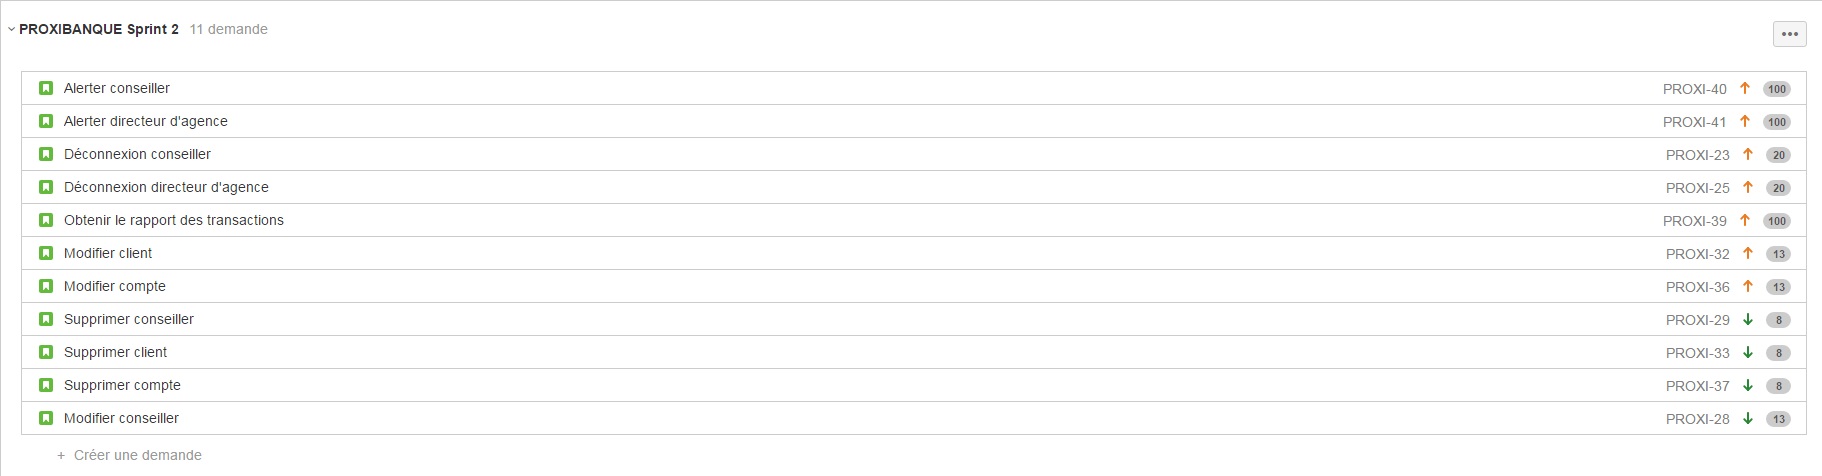 PROXIBANQUE Sprint 2 11 demande
•••
Alerter conseiller PROXI-40 100
Alerter directeur d'agence PROXI-41 100
Déconnexion conseiller PROXI-23 20
Déconnexion directeur d'agence PROXI-25 20
Obtenir le rapport des transactions PROXI-39 100
Modifier client PROXI-32 13
Modifier compte PROXI-36 13
Supprimer conseiller PROXI-29 8
Supprimer client PROXI-33 8
Supprimer compte PROXI-37 8
Modifier conseiller PROXI-28 13
+ Créer une demande